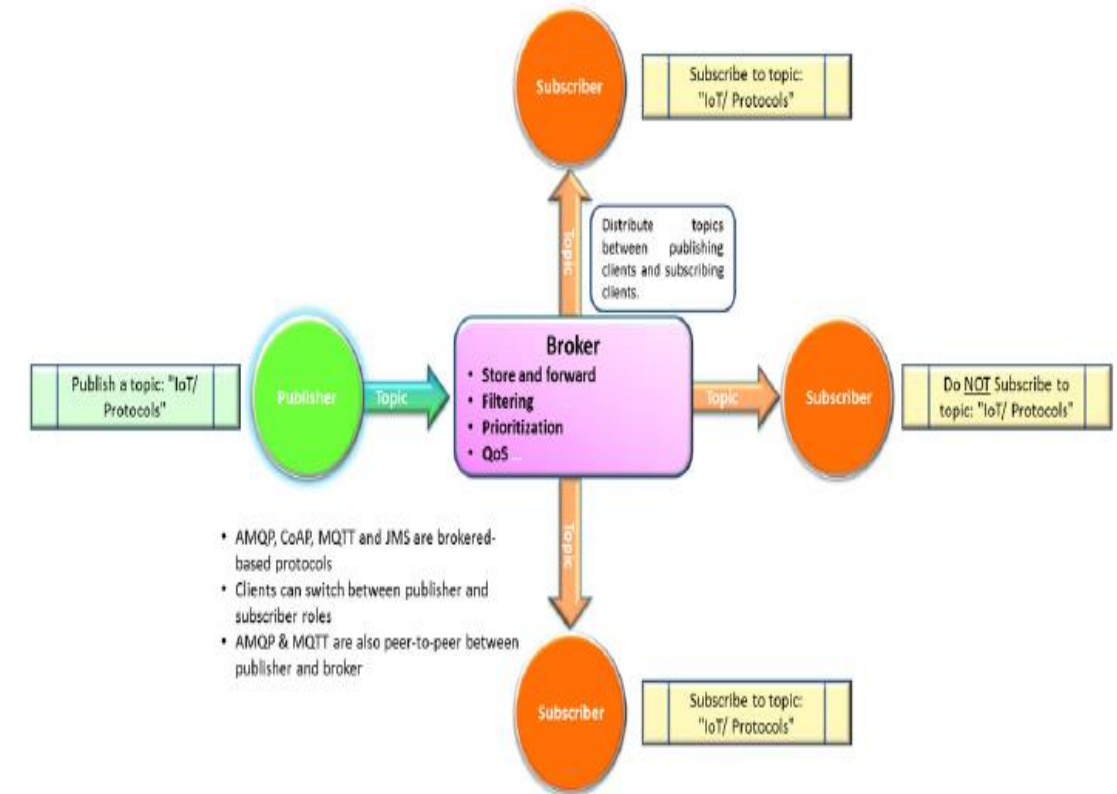 Subscriber
Subscribe to topic:
"IoT/ Protocols"
Topic
Distribute topics
between publishing
clients and subscribing
clients.
Publish a topic: "IoT/
Protocols"
Publisher
Topic
Broker
• Store and forward
• Filtering
• Prioritization
• QoS ...
Topic
Subscriber
Do NOT Subscribe to
topic: "IoT/ Protocols"
• AMQP, CoAP, MQTT and JMS are brokered-
based protocols
• Clients can switch between publisher and
subscriber roles
• AMQP & MQTT are also peer-to-peer between
publisher and broker
Topic
Subscriber
Subscribe to topic:
"IoT/ Protocols"